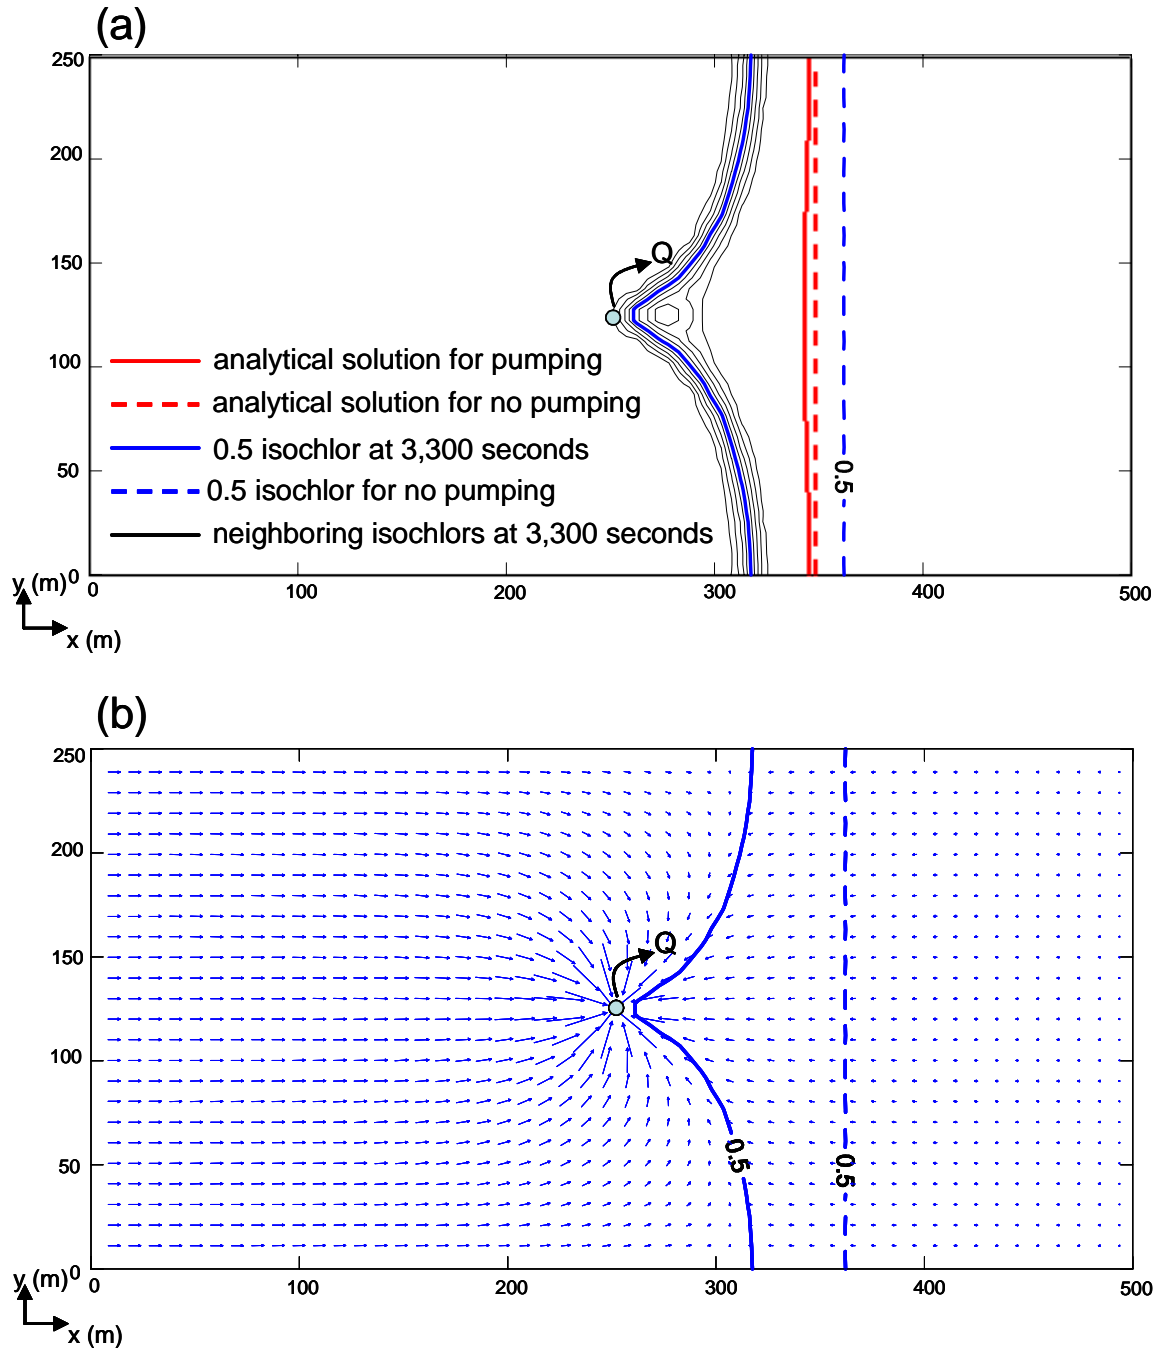 (a)
250
200
150
Q
100
analytical solution for pumping
analytical solution for no pumping
0.5 isochlor at 3,300 seconds
50
0.5
0.5 isochlor for no pumping
neighboring isochlors at 3,300 seconds
y (m) 0
0 100 200 300 400 500
x (m)
(b)
250
200
150
Q
100
50
0.5 0.5
y (m) 0
0 100 200 300 400 500
x (m)